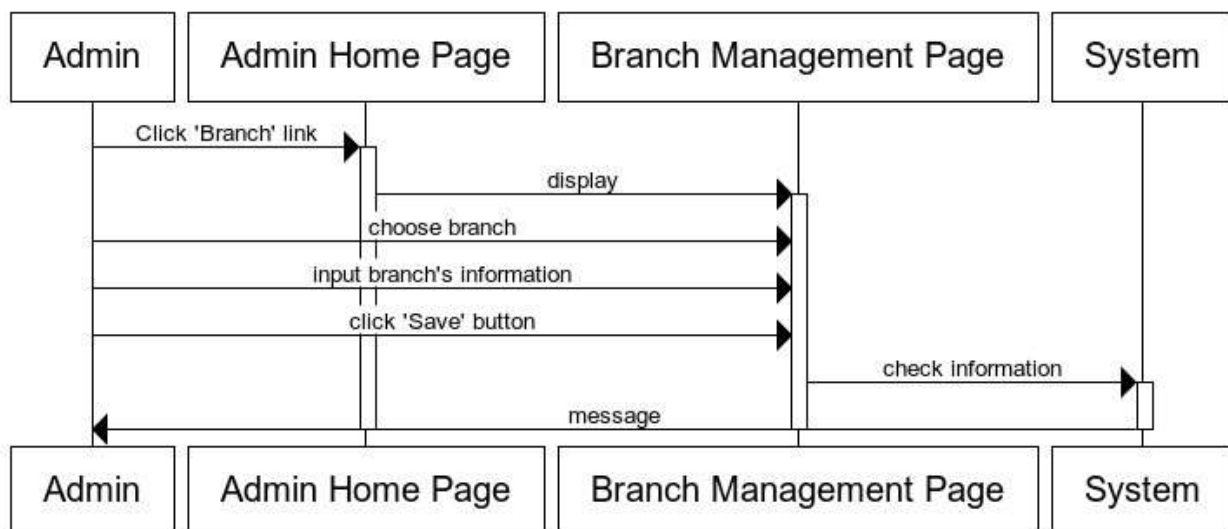 Admin
Admin Home Page
Branch Management Page
System
Click 'Branch' link
display
choose branch
input branch's information
click 'Save' button
check information
message
Admin
Admin Home Page
Branch Management Page
System